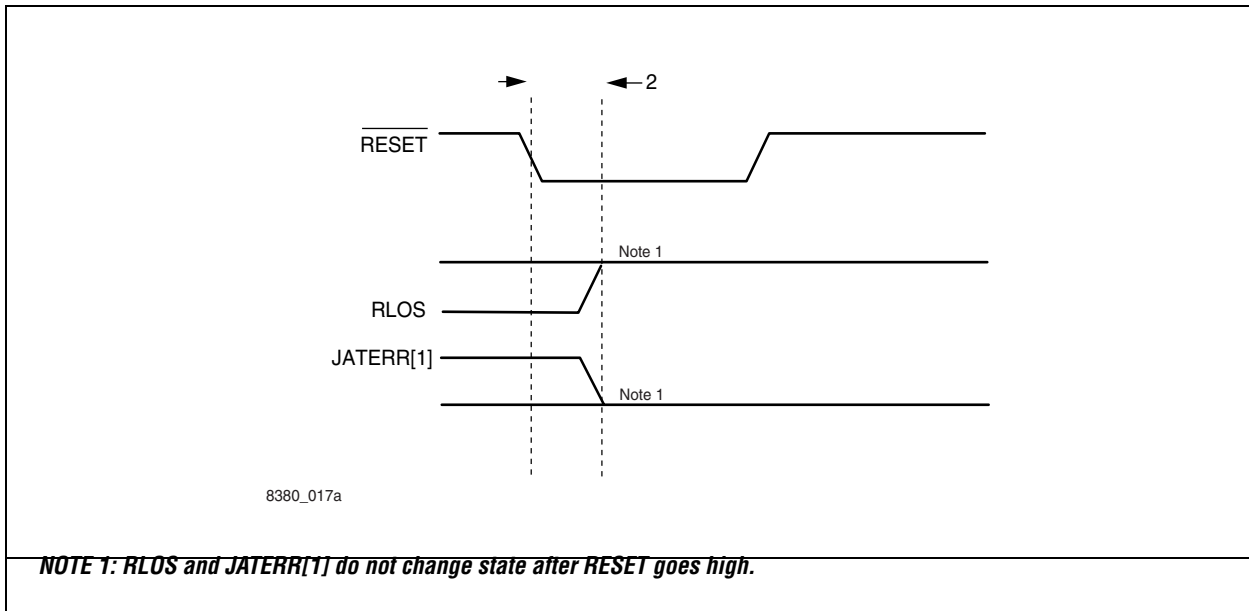 2
RESET
Note 1
RLOS
JATERR[1]
Note 1
8380_017a
NOTE 1: RLOS and JATERR[1] do not change state after RESET goes high.